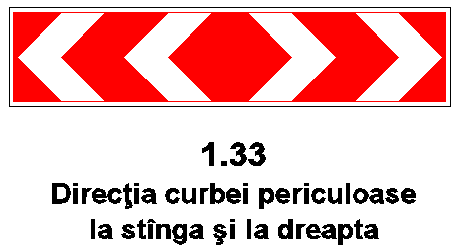 1.33
Direcţia curbei periculoase
la stînga şi la dreapta